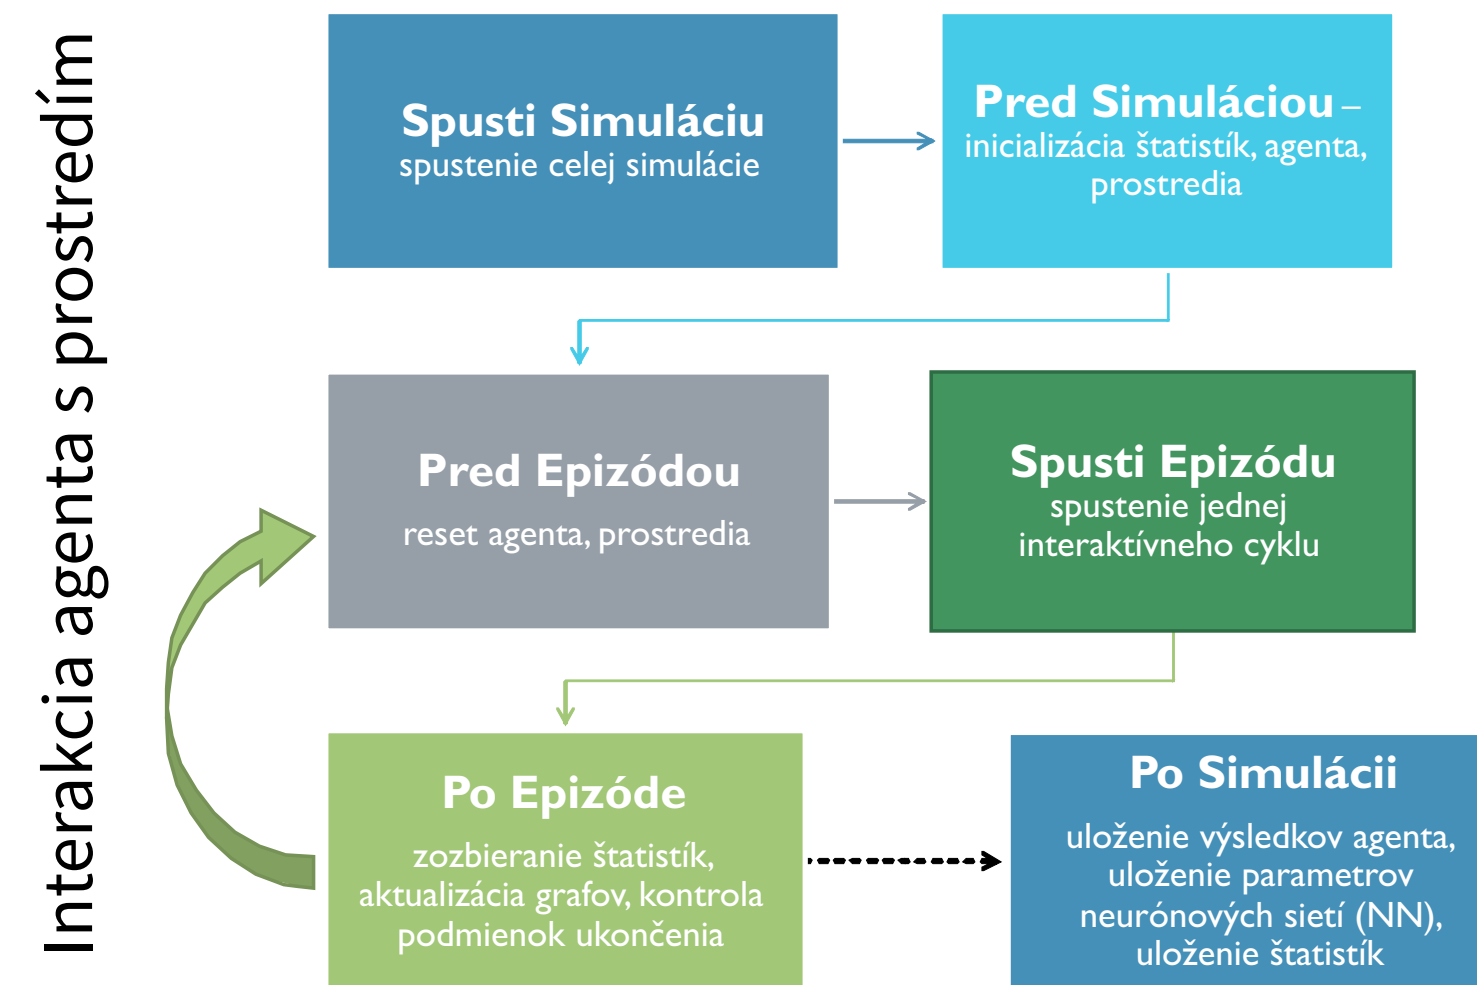 Interakcia agenta s prostredím
Spusti Simuláciu
spustenie celej simulácie
Pred Simuláciou –
inicializácia štatistík, agenta,
prostredia
Pred Epizódou
reset agenta, prostredia
Spusti Epizódu
spustenie jednej
interaktívneho cyklu
Po Epizóde
zozbieranie štatistík,
aktualizácia grafov, kontrola
podmienok ukončenia
Po Simulácii
uloženie výsledkov agenta,
uloženie parametrov
neurónových sietí (NN),
uloženie štatistík